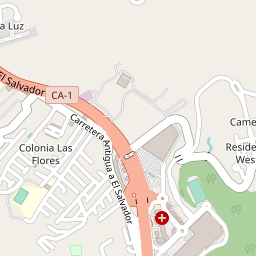 a Luz
El Salvador
CA-1
Carretera Antigua a El Salvador
Colonia Las
Flores
Came
Reside
West